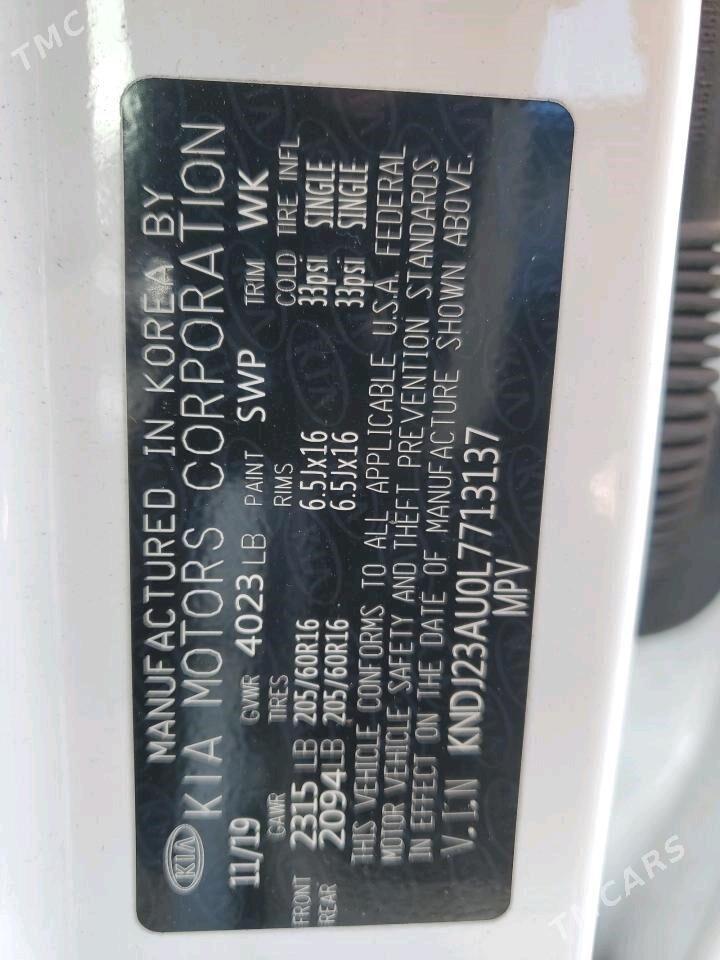 MANUFACTURED IN KOREA BY
KIA KIA MOTORS CORPORATION
11/19 GVWR 4023 LB PAINT SWP TRIM WK
GAWR TIRES RIMS COLD TIRE INFL
FRONT 2315 LB 205/60R16 6.5Jx16 33psi SINGLE
REAR 2094 LB 205/60R16 6.5Jx16 33psi SINGLE
THIS VEHICLE CONFORMS TO ALL APPLICABLE U.S.A. FEDERAL
MOTOR VEHICLE SAFETY AND THEFT PREVENTION STANDARDS
IN EFFECT ON THE DATE OF MANUFACTURE SHOWN ABOVE.
V.I.N KNDJ23AU0L7713137
MPV
TMCARS